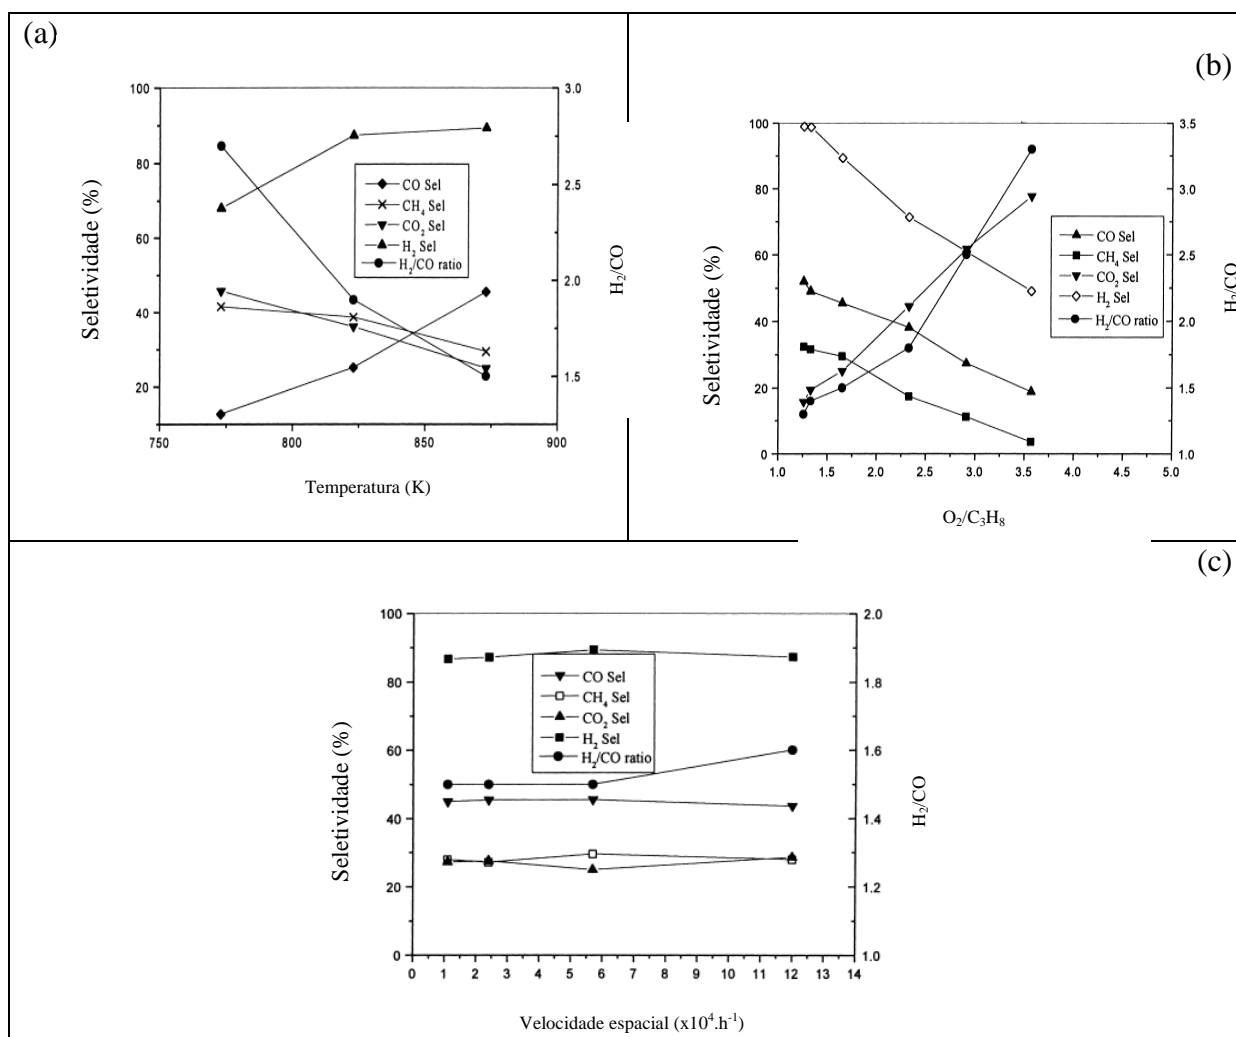 (a)
100
80
60
40
20
3.0
2.5
2.0
1.5
750
800
850
900
Seletividade (%)
H₂/CO
CO Sel
CH₄ Sel
CO₂ Sel
H₂ Sel
H₂/CO ratio
Temperatura (K)
(b)
100
80
60
40
20
0
3.5
3.0
2.5
2.0
1.5
1.0
1.0 1.5 2.0 2.5 3.0 3.5 4.0 4.5 5.0
Seletividade (%)
H₂/CO
CO Sel
CH₄ Sel
CO₂ Sel
H₂ Sel
H₂/CO ratio
O₂/C₃H₈
(c)
100
80
60
40
20
0
2.0
1.8
1.6
1.4
1.2
1.0
0 1 2 3 4 5 6 7 8 9 10 11 12 13 14
Seletividade (%)
H₂/CO
CO Sel
CH₄ Sel
CO₂ Sel
H₂ Sel
H₂/CO ratio
Velocidade espacial (x10⁴.h⁻¹)